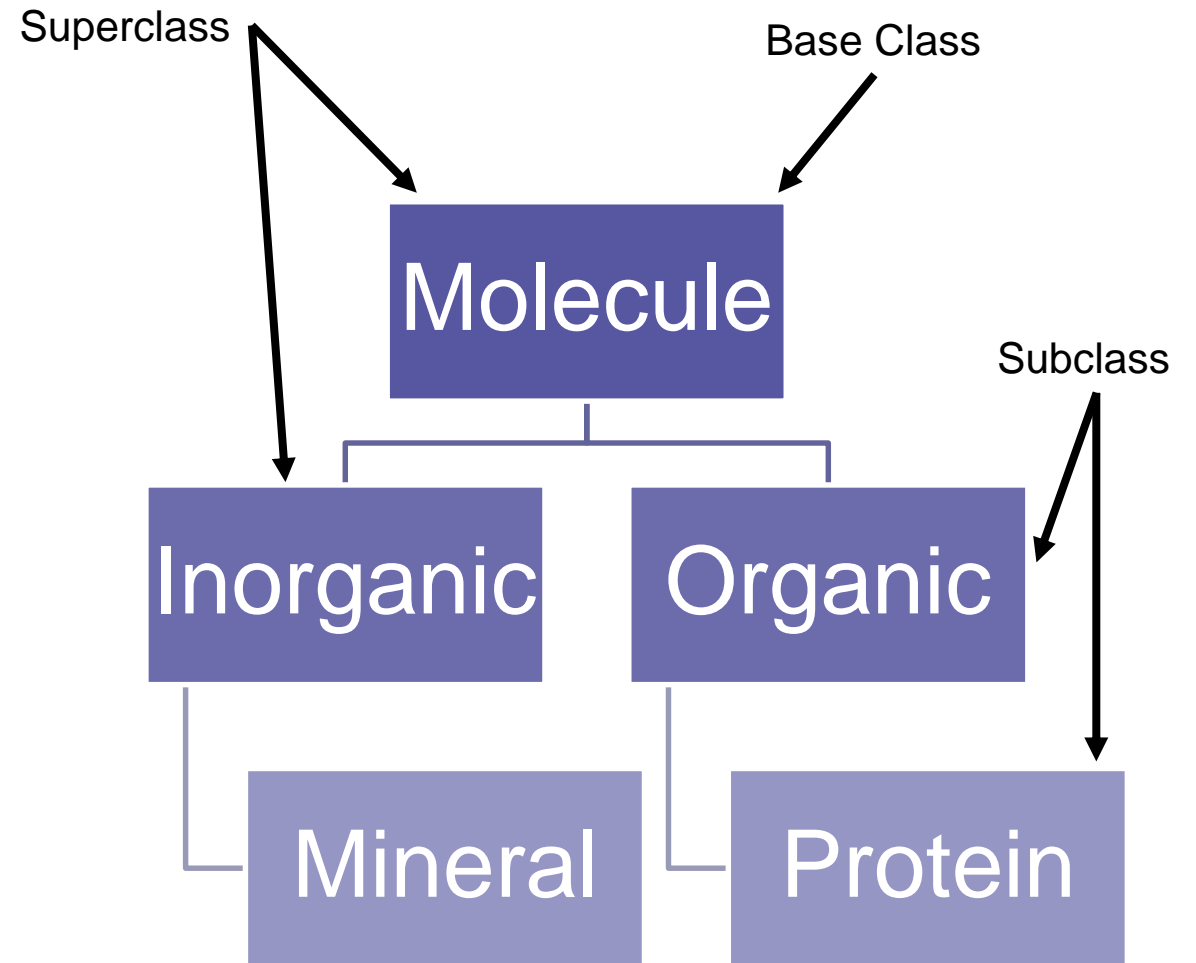 Superclass
Base Class
Molecule
Subclass
Inorganic
Organic
Mineral
Protein